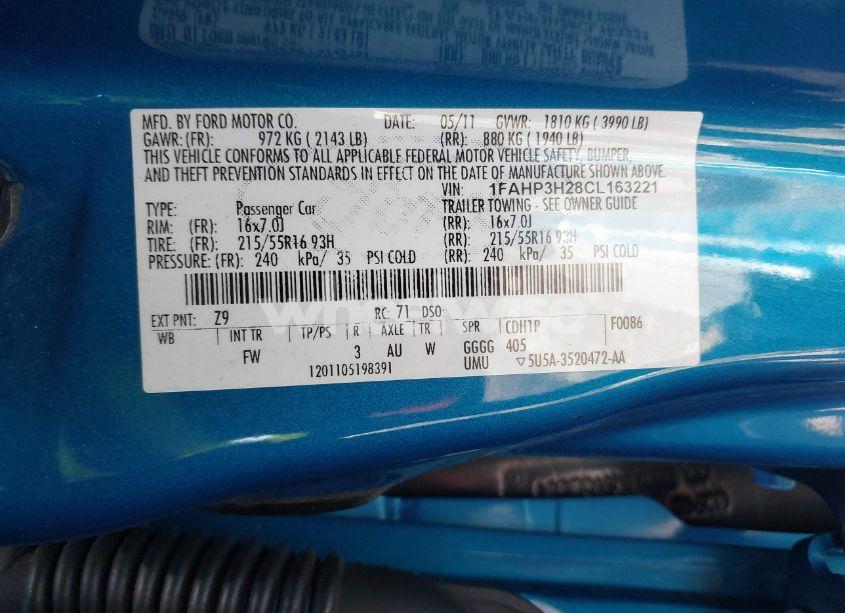 MFD. BY FORD MOTOR CO. DATE: 05/11 GVWR: 1810 KG ( 3990 LB)
GAWR: (FR): 972 KG ( 2143 LB) (RR): 880 KG ( 1940 LB)
THIS VEHICLE CONFORMS TO ALL APPLICABLE FEDERAL MOTOR VEHICLE SAFETY, BUMPER,
AND THEFT PREVENTION STANDARDS IN EFFECT ON THE DATE OF MANUFACTURE SHOWN ABOVE.
VIN: 1FAHP3H28CL163221
TYPE: Passenger Car TRAILER TOWING - SEE OWNER GUIDE
RIM: (FR) 16x7.0J (RR): 16x7.0J
TIRE: (FR): 215/55R16 93H (RR): 215/55R16 93H
PRESSURE: (FR): 240 kPa/ 35 PSI COLD (RR): 240 kPa/ 35 PSI COLD
EXT PNT: Z9 RC: 71 DSO:
WB INT TR TP/PS R AXLE TR SPR CDH1P F0086
FW 3 AU W GGGG 405
1201105198391 UMU ▽5U5A-3520472-AA